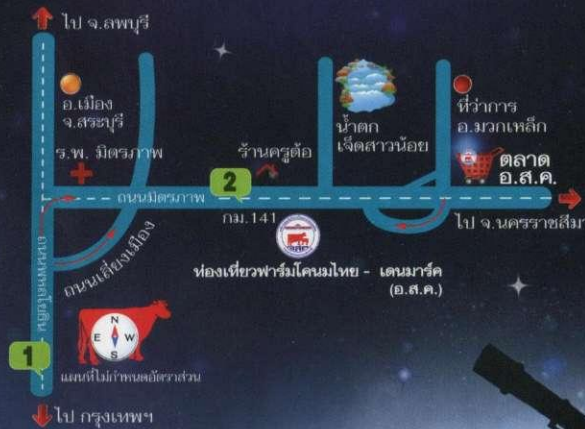 ไป จ.ลพบุรี
อ.เมือง
จ.สระบุรี
ร.พ. มิตรภาพ
ร้านครูต้อ
น้ำตก
เจ็ดสาวน้อย
ที่ว่าการ
อ.มวกเหล็ก
ตลาด
อ.ส.ค.
ถนนมิตรภาพ
2
กม.141
ไป จ.นครราชสีมา
ถนนพหลโยธิน
ถนนเลี่ยงเมือง
ท่องเที่ยวฟาร์มโคนมไทย - เดนมาร์ค
(อ.ส.ค.)
N
E W
S
1
แผนที่ไม่กำหนดอัตราส่วน
ไป กรุงเทพฯ